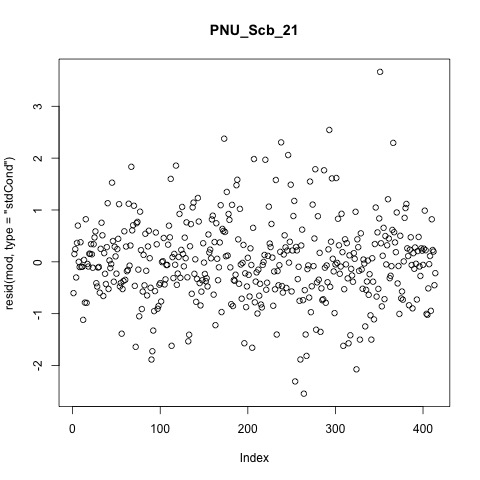 PNU_Scb_21
resid(mod, type = "stdCond")
3
2
1
0
-1
-2
0 100 200 300 400
Index